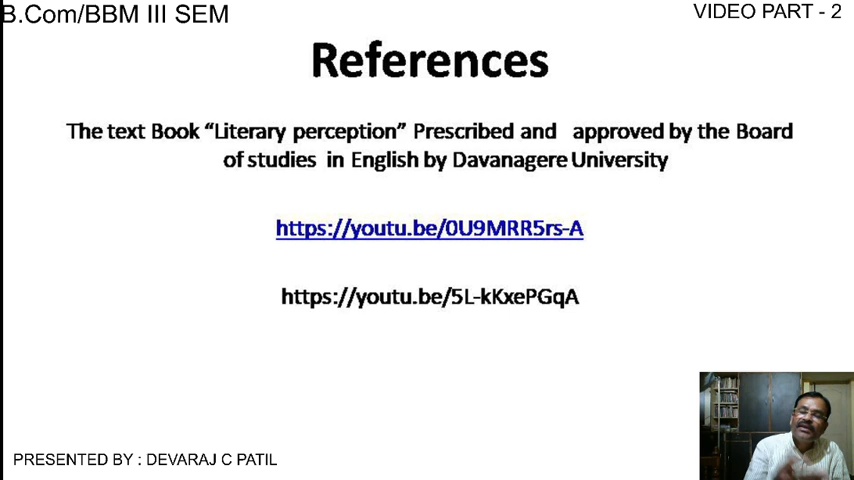 B.Com/BBM III SEM
VIDEO PART - 2
References
The text Book “Literary perception” Prescribed and approved by the Board
of studies in English by Davanagere University
https://youtu.be/0U9MRR5rs-A
https://youtu.be/5L-kKxePGqA
PRESENTED BY : DEVARAJ C PATIL